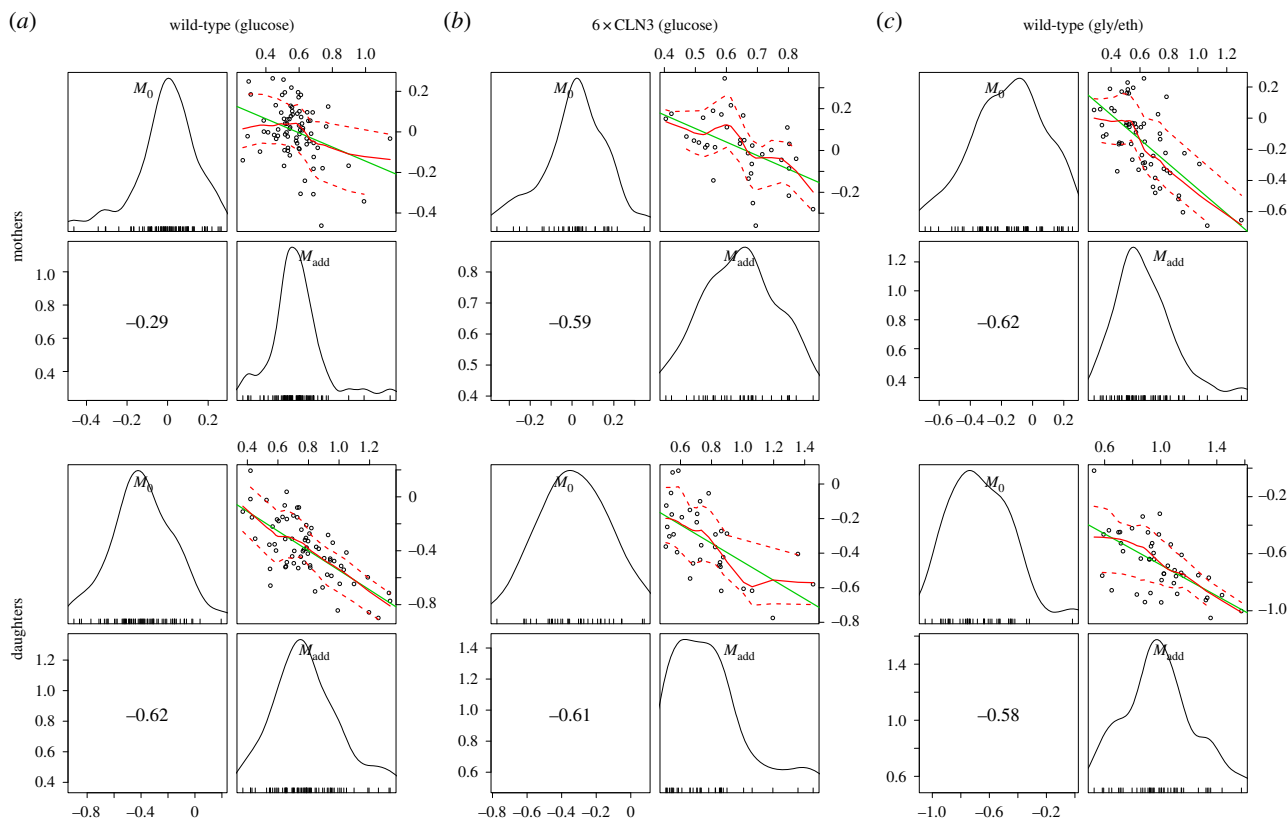 (a) wild-type (glucose) (b) 6×CLN3 (glucose) (c) wild-type (gly/eth)
0.4 0.6 0.8 1.0 0.4 0.5 0.6 0.7 0.8 0.4 0.6 0.8 1.0 1.2
M0 M0 M0
0.2 0 −0.2 −0.4
0.2 0 −0.2
0.2 0 −0.2 −0.4 −0.6
mothers
Madd Madd Madd
1.0 0.8 0.6 0.4
0.8 0.7 0.6 0.5 0.4
1.2 1.0 0.8 0.6 0.4
−0.29 −0.59 −0.62
−0.4 −0.2 0 0.2 −0.4 −0.2 0 0.2 −0.6 −0.4 −0.2 0 0.2
0.4 0.6 0.8 1.0 1.2 0.6 0.8 1.0 1.2 1.4 0.6 1.0 1.4
M0 M0 M0
0 −0.4 −0.8
0 −0.2 −0.4 −0.6 −0.8
−0.2 −0.6 −1.0
daughters
Madd Madd Madd
1.2 1.0 0.8 0.6 0.4
1.4 1.2 1.0 0.8 0.6
1.4 1.0 0.6
−0.62 −0.61 −0.58
−0.8 −0.4 0 −0.8 −0.6 −0.4 −0.2 0 −1.0 −0.6 −0.2